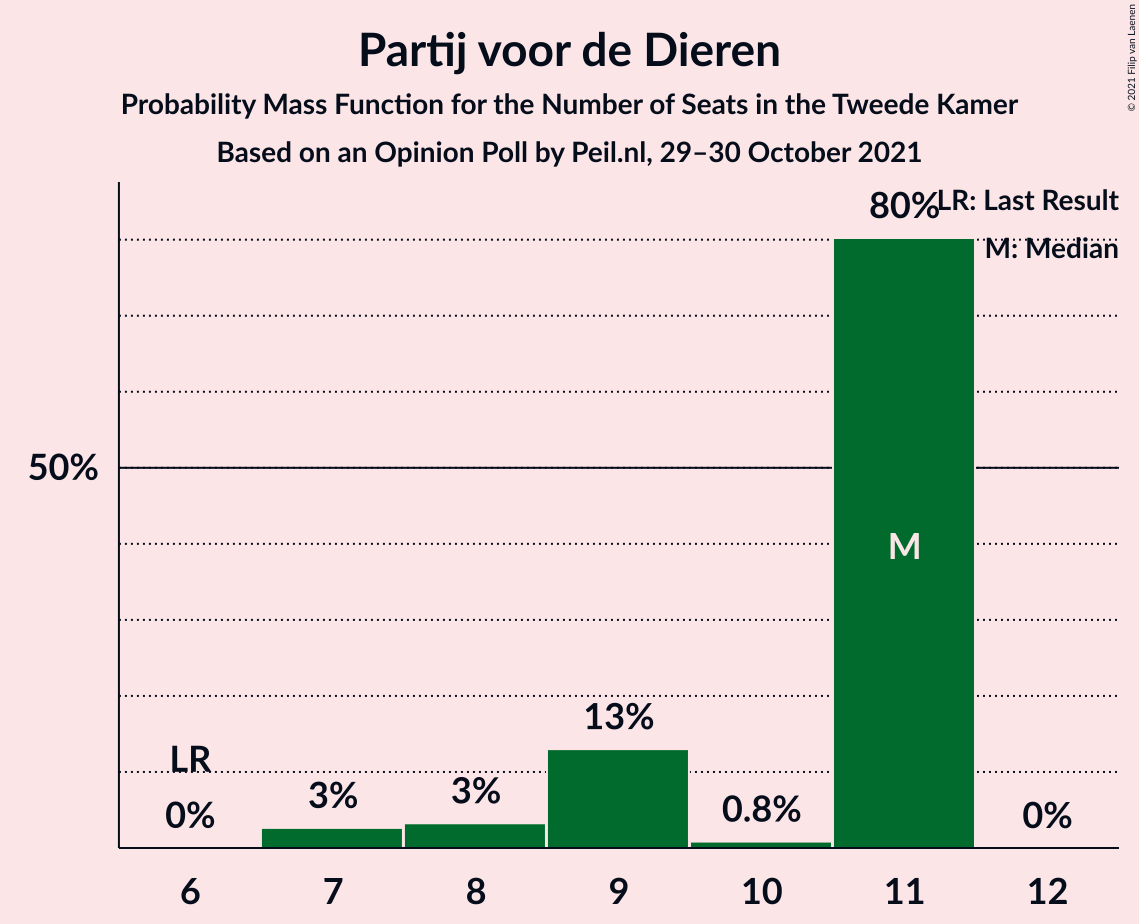 Partij voor de Dieren
Probability Mass Function for the Number of Seats in the Tweede Kamer
Based on an Opinion Poll by Peil.nl, 29–30 October 2021
© 2021 Filip van Laenen
LR: Last Result
M: Median
80%
50%
M
13%
LR
0%
3%
3%
0.8%
0%
6 7 8 9 10 11 12